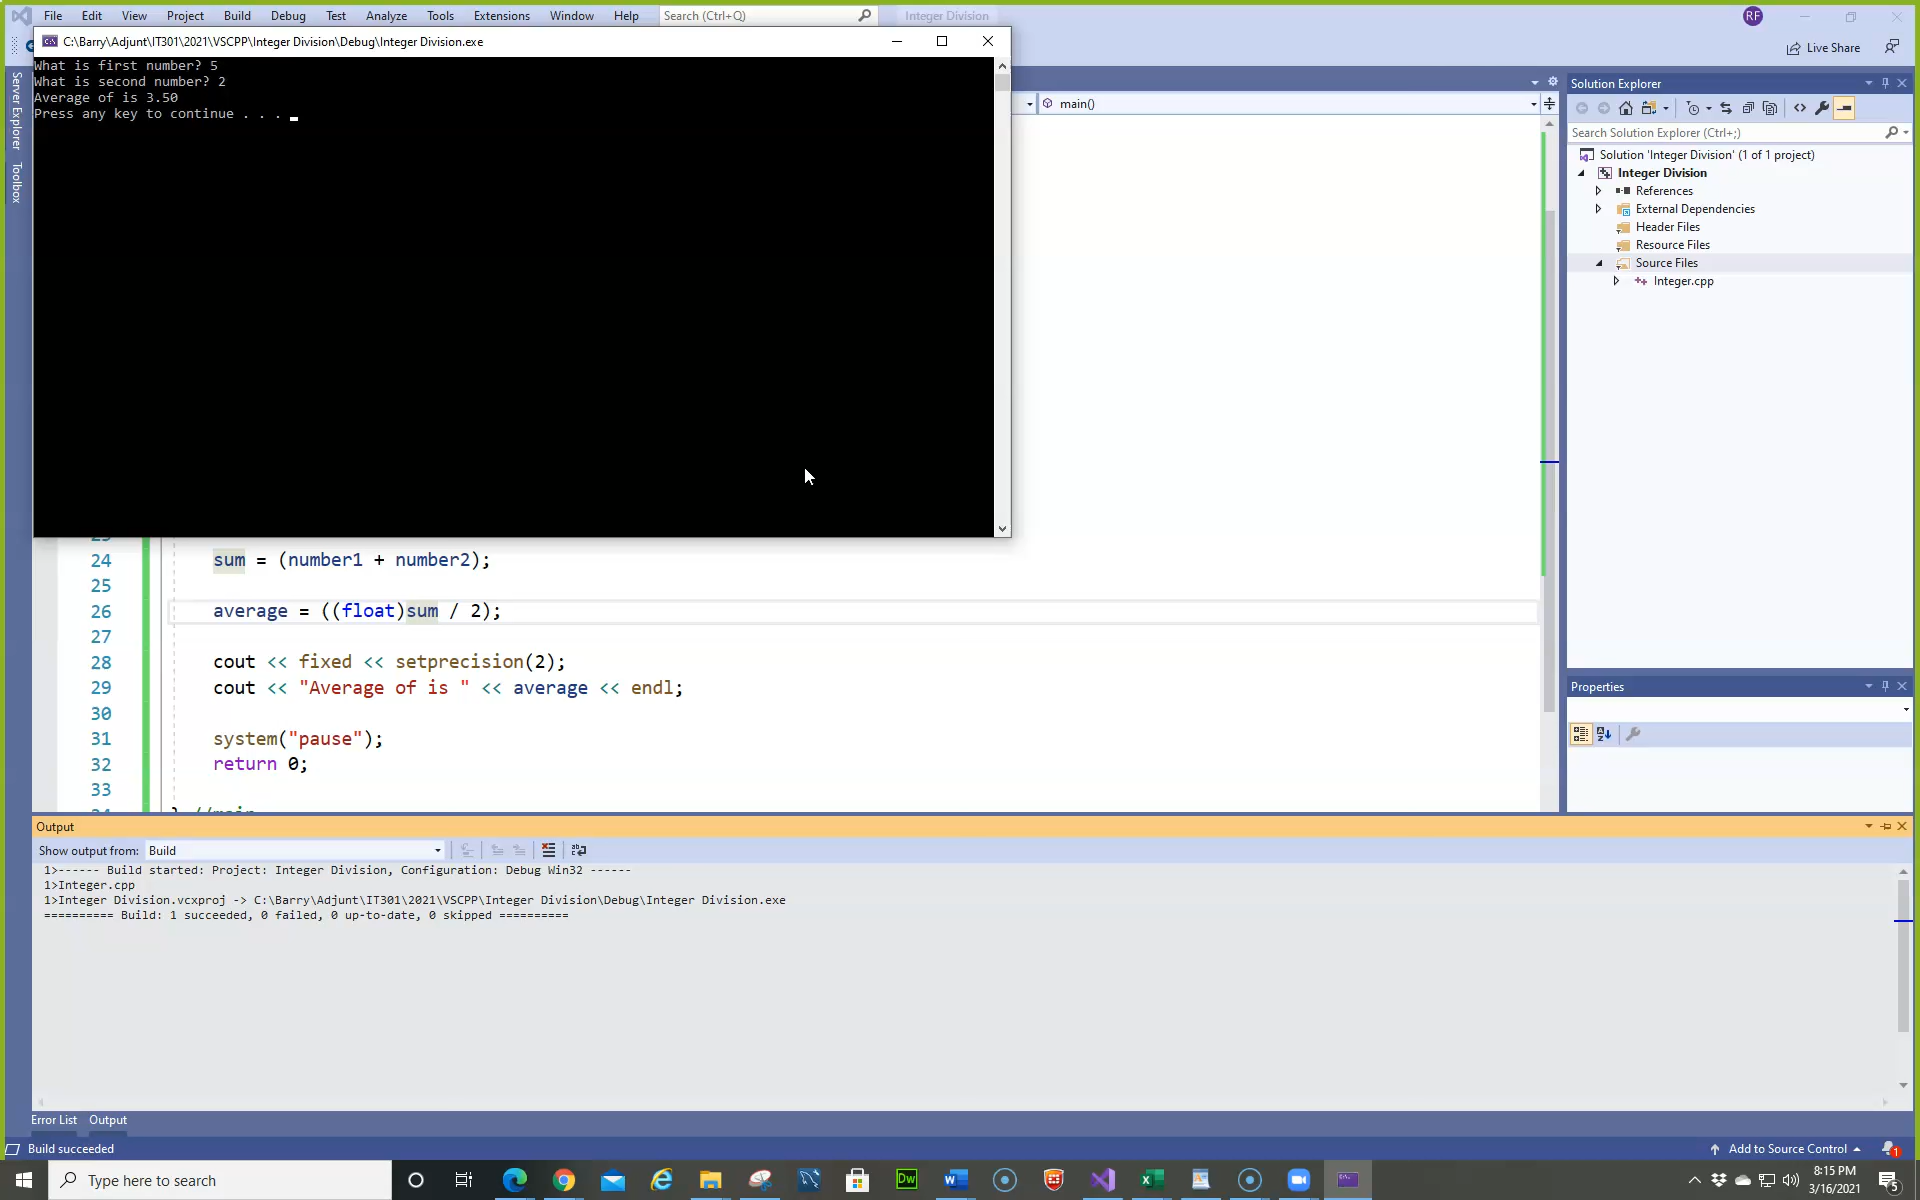 File Edit View Project Build Debug Test Analyze Tools Extensions Window Help Search (Ctrl+Q) Integer Division RF
C:\Barry\Adjunt\IT301\2021\VSCPP\Integer Division\Debug\Integer Division.exe
Live Share
What is first number? 5
What is second number? 2
Average of is 3.50
Press any key to continue . . .
Server Explorer
Toolbox
main()
Solution Explorer
Search Solution Explorer (Ctrl+;)
Solution 'Integer Division' (1 of 1 project)
Integer Division
References
External Dependencies
Header Files
Resource Files
Source Files
Integer.cpp
24 sum = (number1 + number2);
25
26 average = ((float)sum / 2);
27
28 cout << fixed << setprecision(2);
29 cout << "Average of is " << average << endl;
30
31 system("pause");
32 return 0;
33
Properties
Output
Show output from: Build
1>------ Build started: Project: Integer Division, Configuration: Debug Win32 ------
1>Integer.cpp
1>Integer Division.vcxproj -> C:\Barry\Adjunt\IT301\2021\VSCPP\Integer Division\Debug\Integer Division.exe
========== Build: 1 succeeded, 0 failed, 0 up-to-date, 0 skipped ==========
Error List Output
Build succeeded
Add to Source Control
1
Type here to search
Dw
8:15 PM
3/16/2021
5